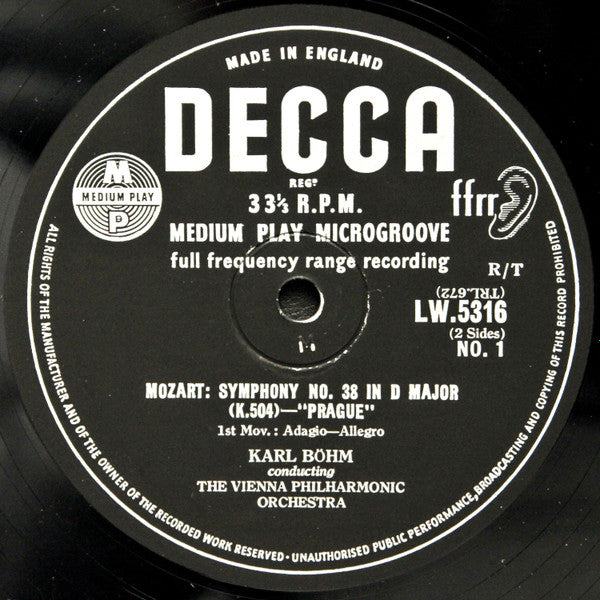 MADE IN ENGLAND
DECCA
REGD
33⅓ R.P.M.
M
MEDIUM PLAY
P
ffrr
MEDIUM PLAY MICROGROOVE
full frequency range recording
R/T
(TRL.672)
LW.5316
(2 Sides)
NO. 1
MOZART: SYMPHONY NO. 38 IN D MAJOR
(K.504)—"PRAGUE"
1st Mov.: Adagio—Allegro
KARL BÖHM
conducting
THE VIENNA PHILHARMONIC
ORCHESTRA
ALL RIGHTS OF THE MANUFACTURER AND OF THE OWNER OF THE RECORDED WORK RESERVED · UNAUTHORISED PUBLIC PERFORMANCE, BROADCASTING AND COPYING OF THIS RECORD PROHIBITED